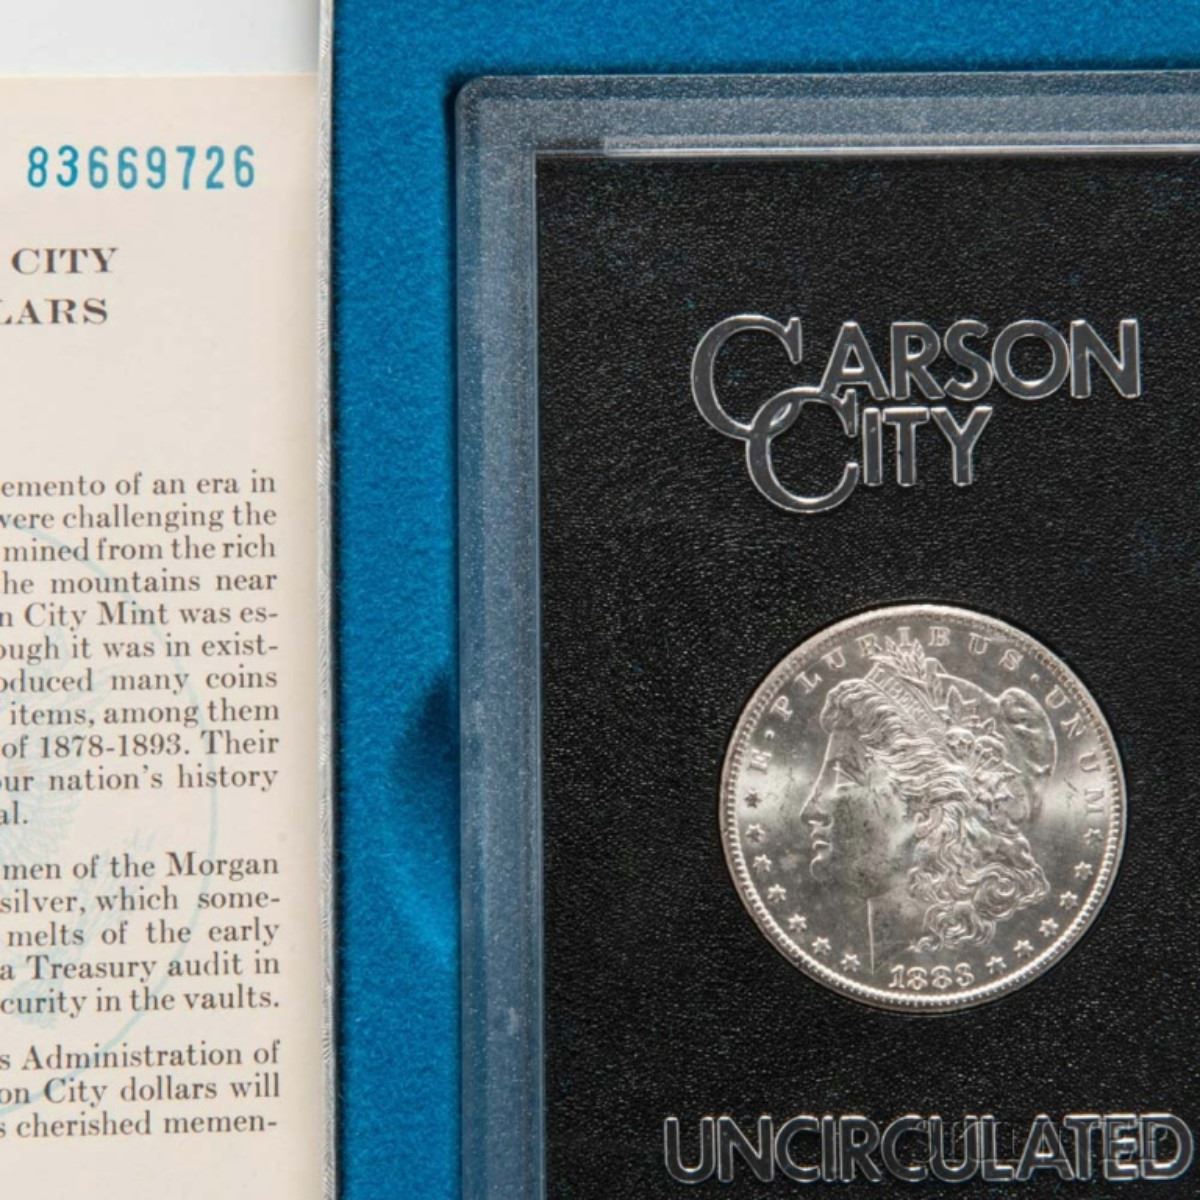 83669726
CITY
LARS
emento of an era in
were challenging the
mined from the rich
he mountains near
n City Mint was es-
ough it was in exist-
oduced many coins
items, among them
of 1878-1893. Their
our nation's history
al.
men of the Morgan
silver, which some-
melts of the early
a Treasury audit in
curity in the vaults.
s Administration of
on City dollars will
s cherished memen-
CARSON
CITY
E · PLURIBUS · UNUM
1883
UNCIRCULATED